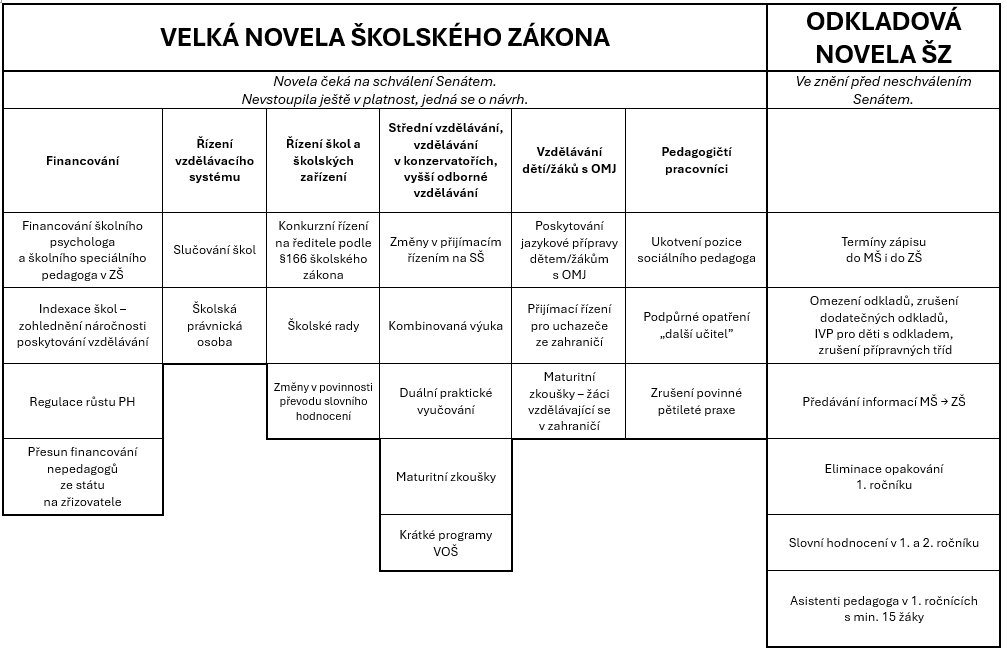 VELKÁ NOVELA ŠKOLSKÉHO ZÁKONA
ODKLADOVÁ
NOVELA ŠZ
Novela čeká na schválení Senátem.
Nevstoupila ještě v platnost, jedná se o návrh.
Ve znění před neschválením
Senátem.
Financování
Řízení
vzdělávacího
systému
Řízení škol a
školských
zařízení
Střední vzdělávání,
vzdělávání
v konzervatořích,
vyšší odborné
vzdělávání
Vzdělávání
dětí/žáků s OMJ
Pedagogičtí
pracovníci
Financování školního
psychologa
a školního speciálního
pedagoga v ZŠ
Slučování škol
Konkurzní řízení
na ředitele podle
§166 školského
zákona
Změny v přijímacím
řízením na SŠ
Poskytování
jazykové přípravy
dětem/žákům
s OMJ
Ukotvení pozice
sociálního pedagoga
Termíny zápisu
do MŠ i do ZŠ
Indexace škol –
zohlednění náročnosti
poskytování vzdělávání
Školská
právnická
osoba
Školské rady
Kombinovaná výuka
Přijímací řízení
pro uchazeče
ze zahraničí
Podpůrné opatření
„další učitel”
Omezení odkladů, zrušení
dodatečných odkladů,
IVP pro děti s odkladem,
zrušení přípravných tříd
Regulace růstu PH
Změny v povinnosti
převodu slovního
hodnocení
Duální praktické
vyučování
Maturitní
zkoušky – žáci
vzdělávající se
v zahraničí
Zrušení povinné
pětileté praxe
Předávání informací MŠ → ZŠ
Přesun financování
nepedagogů
ze státu
na zřizovatele
Maturitní zkoušky
Eliminace opakování
1. ročníku
Krátké programy
VOŠ
Slovní hodnocení v 1. a 2. ročníku
Asistenti pedagoga v 1. ročnících
s min. 15 žáky